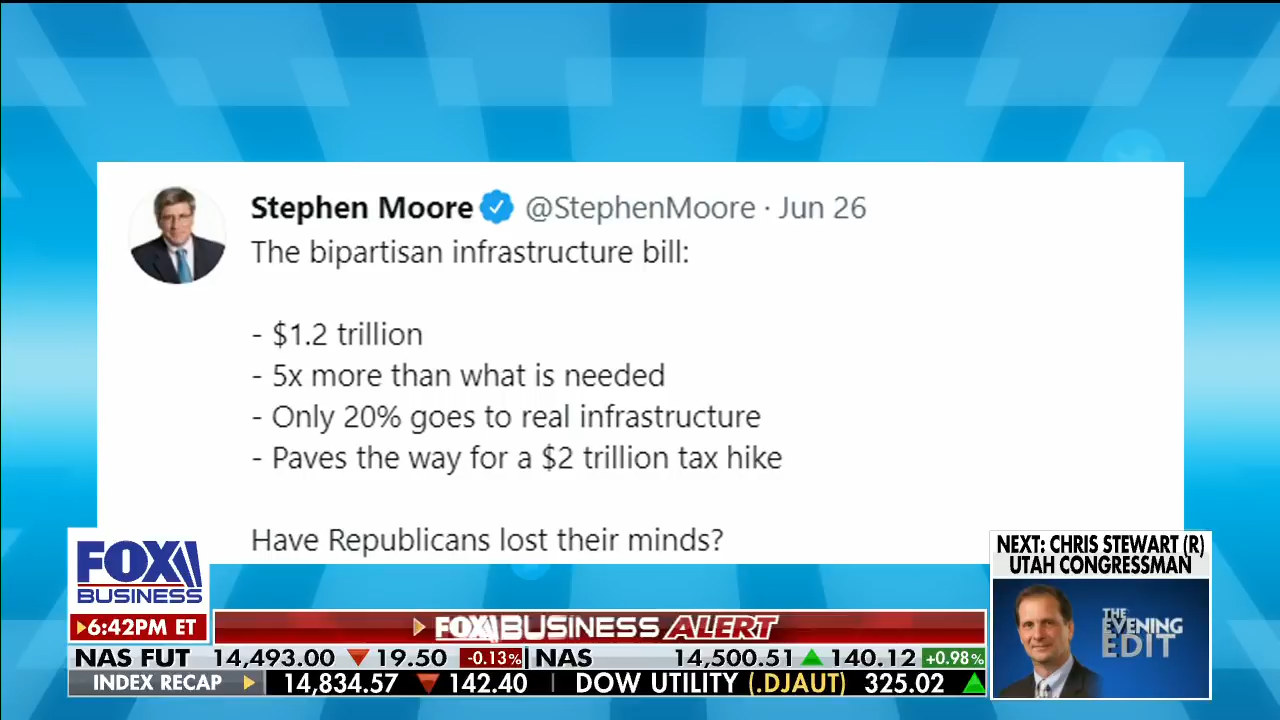 Stephen Moore @StephenMoore · Jun 26
The bipartisan infrastructure bill:
- $1.2 trillion
- 5x more than what is needed
- Only 20% goes to real infrastructure
- Paves the way for a $2 trillion tax hike
Have Republicans lost their minds?
FOX
BUSINESS
6:42PM ET
NEXT: CHRIS STEWART (R)
UTAH CONGRESSMAN
THE
EVENING
EDIT
FOX BUSINESS ALERT
NAS FUT 14,493.00 19.50 -0.13% NAS 14,500.51 140.12 +0.98%
INDEX RECAP 14,834.57 142.40 DOW UTILITY (.DJAUT) 325.02